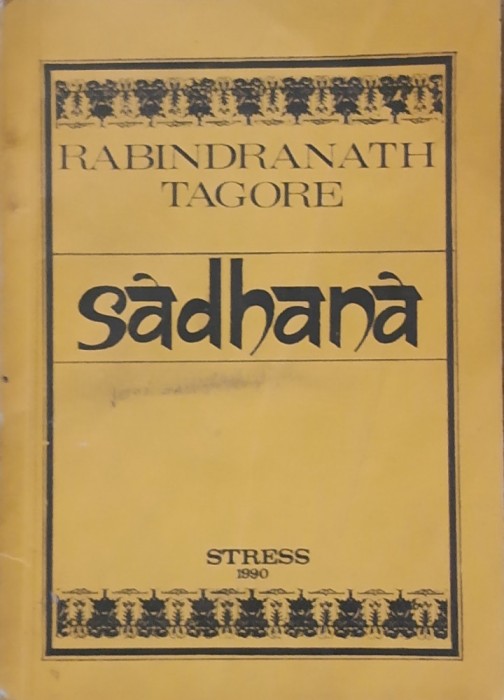 RABINDRANATH
TAGORE
sàdhanà
STRESS
1990